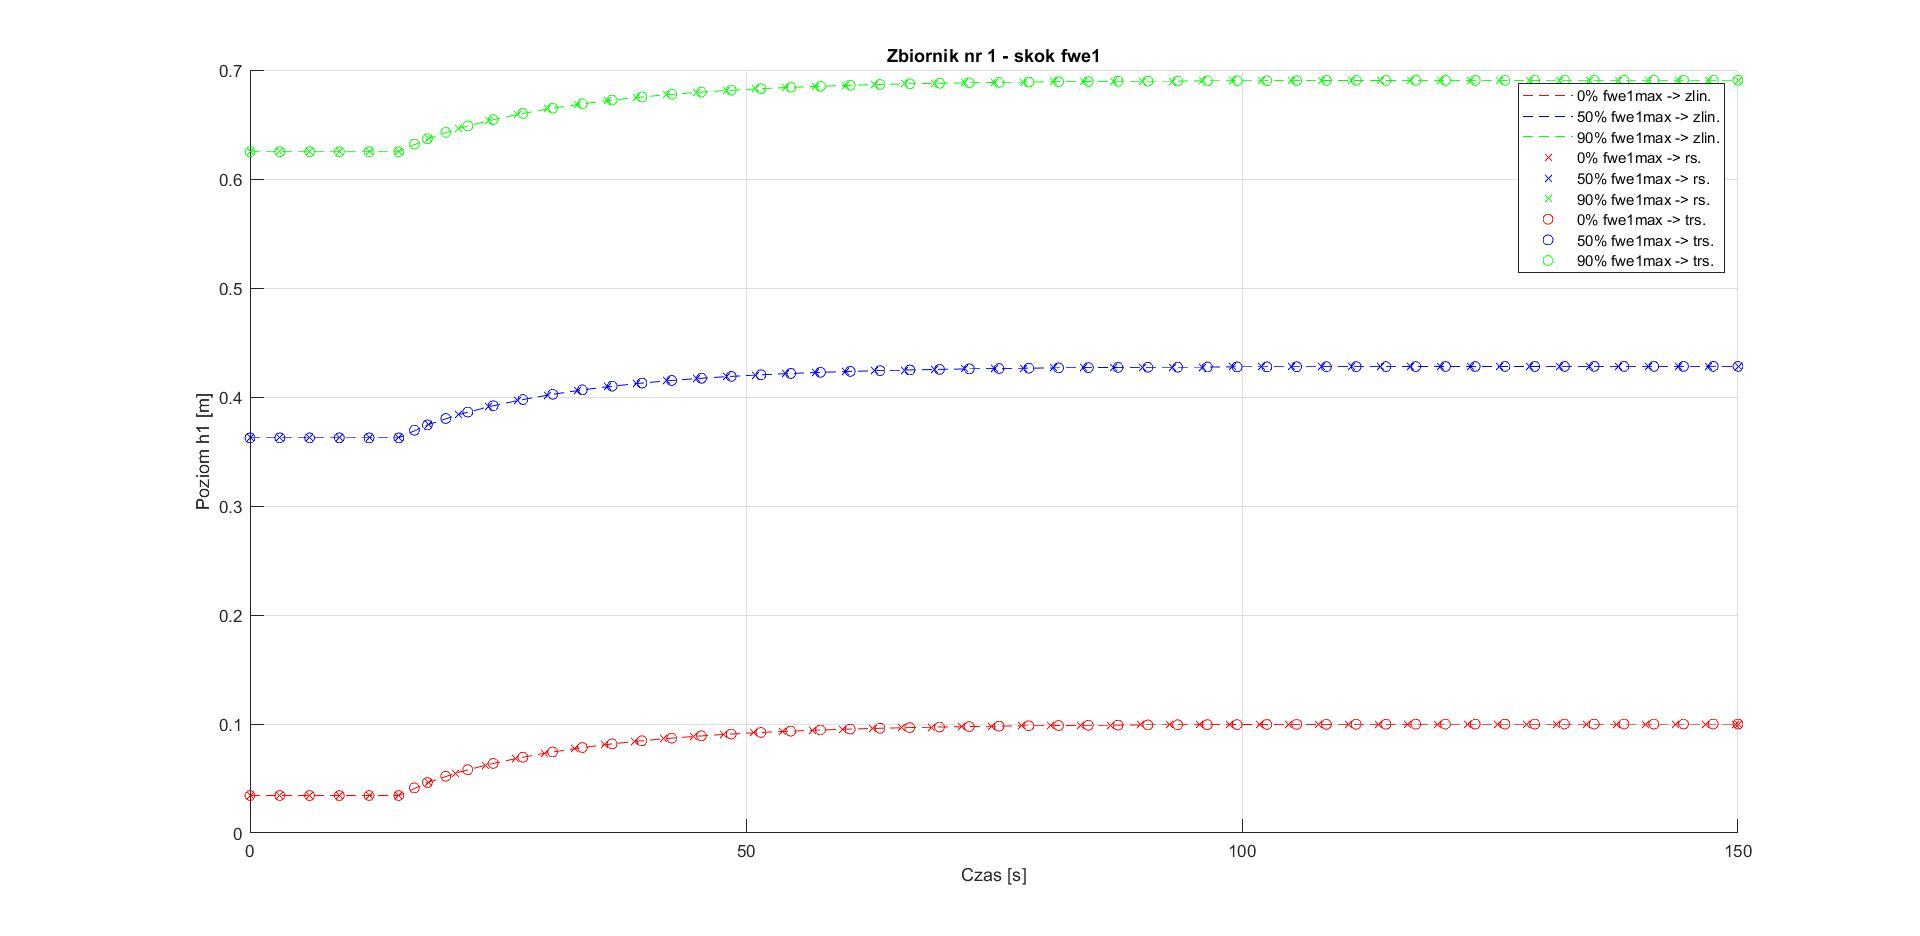 Zbiornik nr 1 - skok fwe1
0.7
0.6
0.5
0.4
0.3
0.2
0.1
0
Poziom h1 [m]
0% fwe1max -> zlin.
50% fwe1max -> zlin.
90% fwe1max -> zlin.
0% fwe1max -> rs.
50% fwe1max -> rs.
90% fwe1max -> rs.
0% fwe1max -> trs.
50% fwe1max -> trs.
90% fwe1max -> trs.
0 50 100 150
Czas [s]